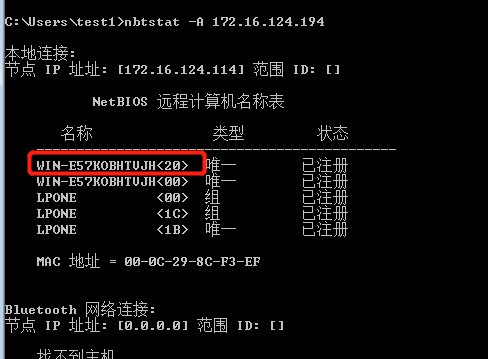 C:\Users\test1>nbtstat -A 172.16.124.194
本地连接:
节点 IP 址址: [172.16.124.114] 范围 ID: []
NetBIOS 远程计算机名称表
名称 类型 状态
---------------------------------------------
WIN-E57KOBHTVJH<20> 唯一 已注册
WIN-E57KOBHTVJH<00> 唯一 已注册
LPONE <00> 组 已注册
LPONE <1C> 组 已注册
LPONE <1B> 唯一 已注册
MAC 地址 = 00-0C-29-8C-F3-EF
Bluetooth 网络连接:
节点 IP 址址: [0.0.0.0] 范围 ID: []
找不到主机